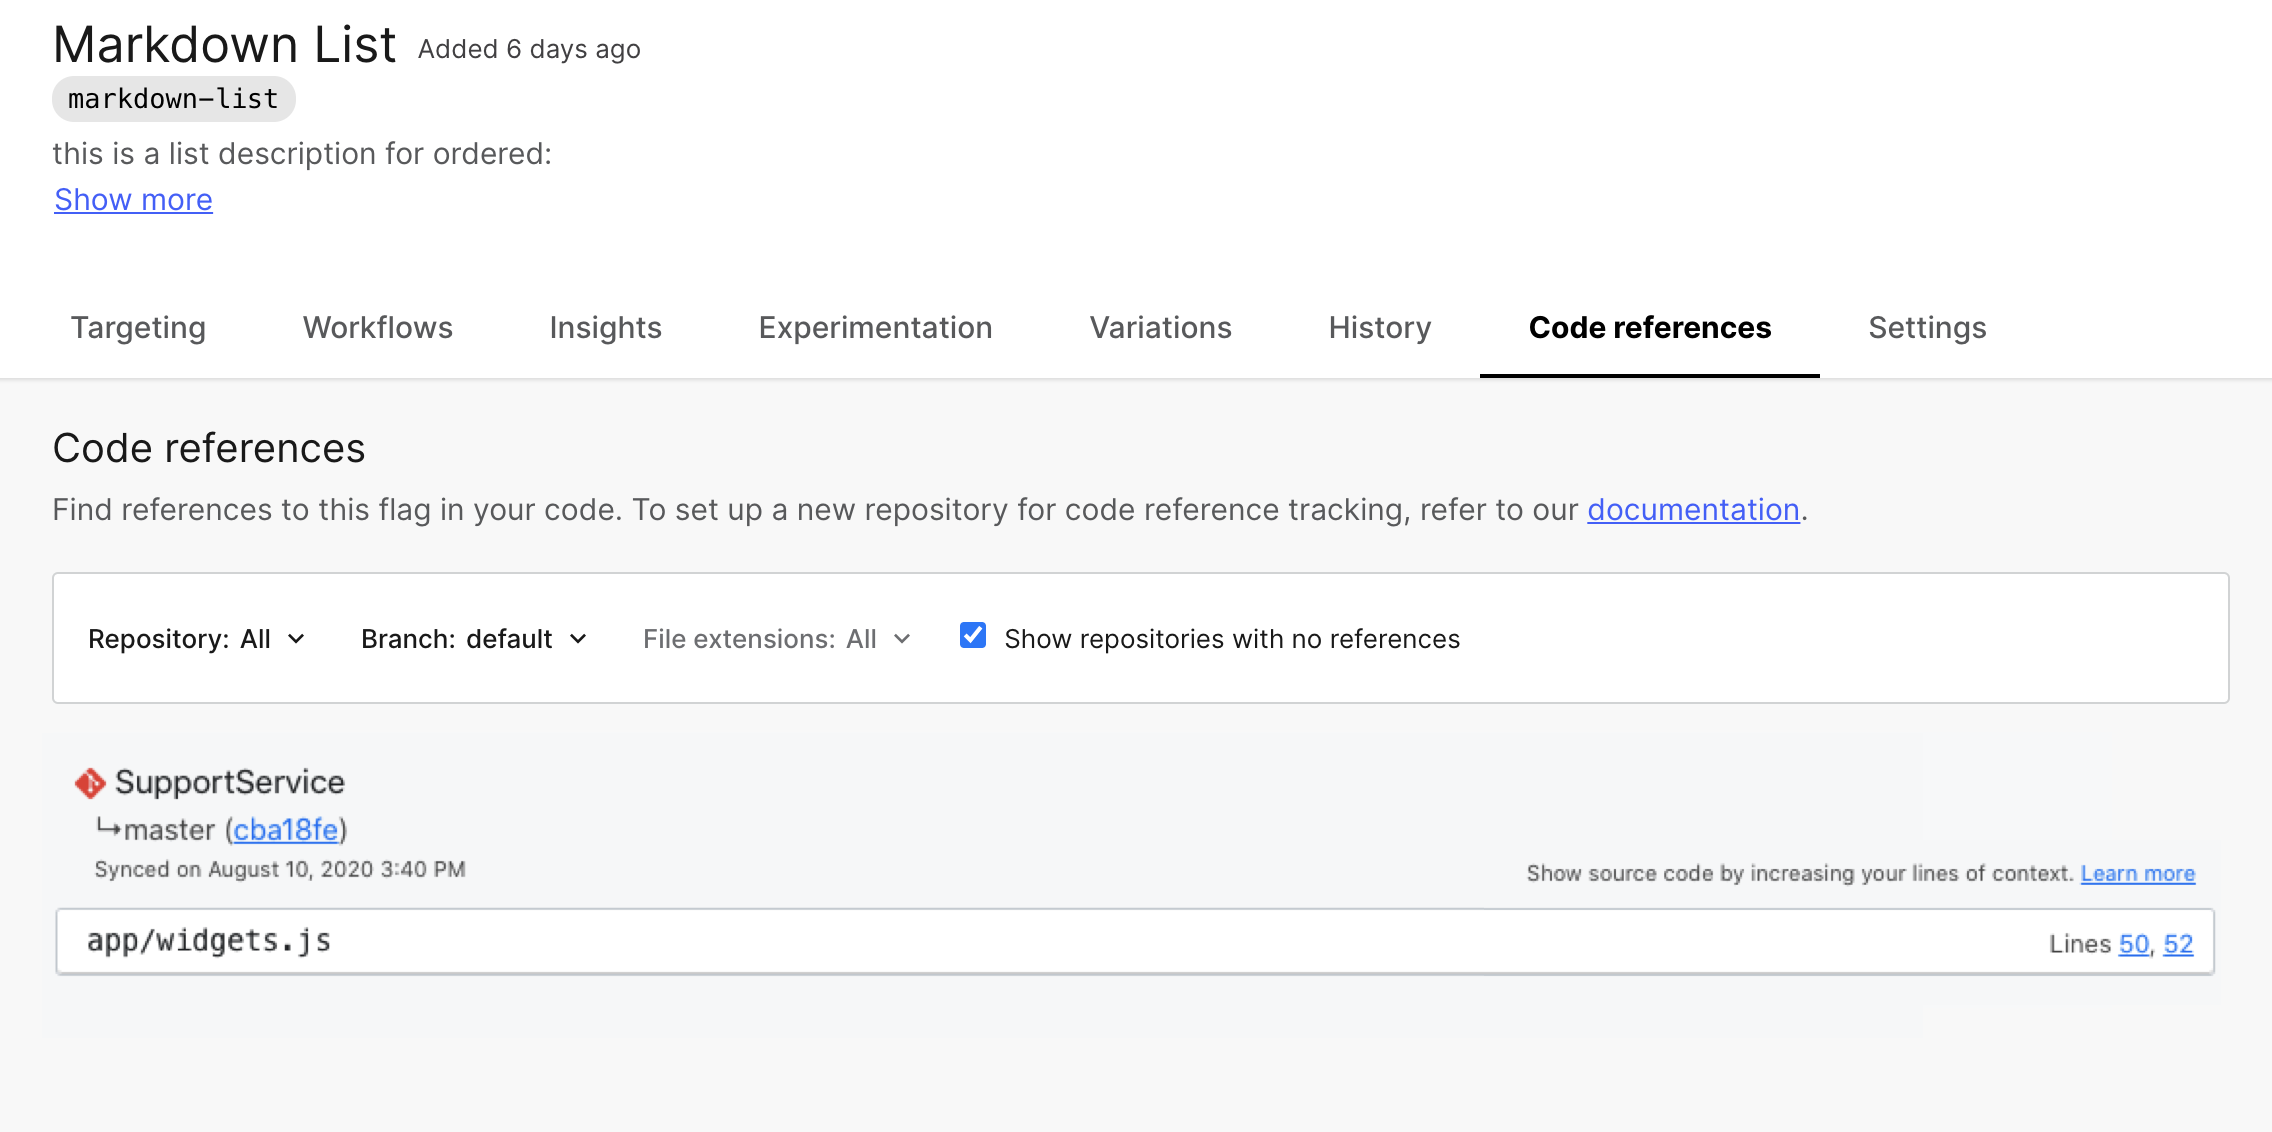 Markdown List Added 6 days ago
markdown-list
this is a list description for ordered:
Show more
Targeting Workflows Insights Experimentation Variations History Code references Settings
Code references
Find references to this flag in your code. To set up a new repository for code reference tracking, refer to our documentation.
Repository: All Branch: default File extensions: All Show repositories with no references
SupportService
↳master (cba18fe)
Synced on August 10, 2020 3:40 PM
Show source code by increasing your lines of context. Learn more
app/widgets.js Lines 50, 52